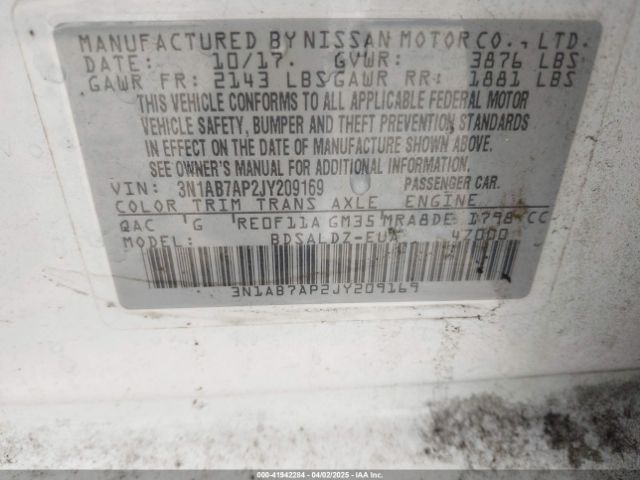 MANUFACTURED BY NISSAN MOTOR CO., LTD.
DATE: 10/17. GVWR: 3876 LBS
GAWR FR: 2143 LBS GAWR RR: 1881 LBS
THIS VEHICLE CONFORMS TO ALL APPLICABLE FEDERAL MOTOR
VEHICLE SAFETY, BUMPER AND THEFT PREVENTION STANDARDS
IN EFFECT ON THE DATE OF MANUFACTURE SHOWN ABOVE.
SEE OWNER'S MANUAL FOR ADDITIONAL INFORMATION.
VIN: 3N1AB7AP2JY209169 PASSENGER CAR.
COLOR TRIM TRANS AXLE ENGINE
QAC G RE0F11A GM35 MRA8DE 1798 CC
MODEL: BDSALDZ-EUA 47000
3N1AB7AP2JY209169
000-41942284 04/02/2025 IAAI.COM